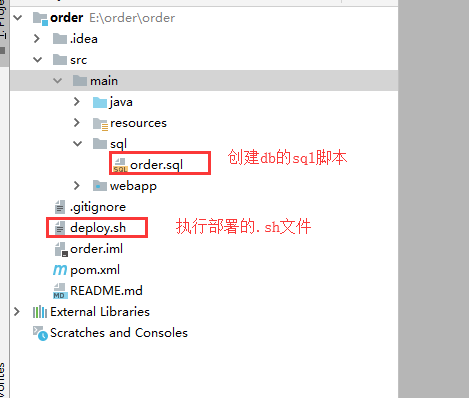 1: Project
order E:\order\order
.idea
src
main
java
resources
sql
order.sql
创建db的sql脚本
webapp
.gitignore
deploy.sh
执行部署的.sh文件
order.iml
pom.xml
README.md
External Libraries
Scratches and Consoles